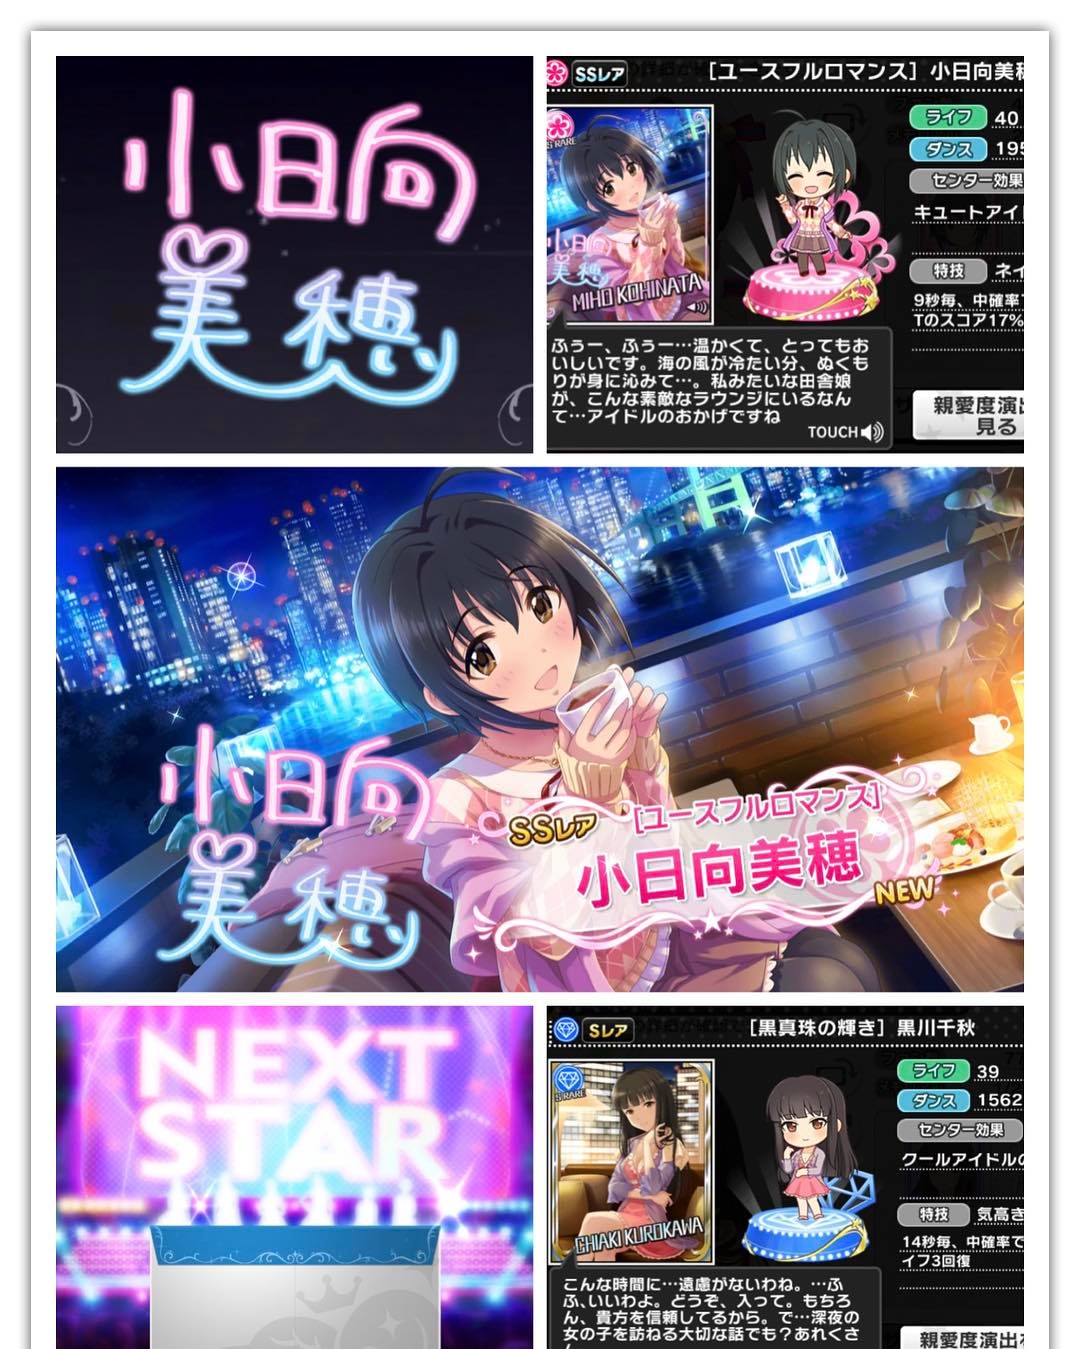 小日向
美穂
SSレア
[ユースフルロマンス] 小日向美穂
ライフ 40
ダンス 195
センター効果
キュートアイ
特技 ネイ
9秒毎、中確率で
Tのスコア17%
S RARE
小日向
美穂
MIHO KOHINATA
ふぅー、ふぅー…温かくて、とってもお
いしいです。海の風が冷たい分、ぬくも
りが身に沁みて…。私みたいな田舎娘
が、こんな素敵なラウンジにいるなん
て…アイドルのおかげですね
TOUCH
親愛度演出
見る
小日向
美穂
SSレア
[ユースフルロマンス]
小日向美穂
NEW
NEXT
STAR
Sレア
[黒真珠の輝き] 黒川千秋
ライフ 39
ダンス 1562
センター効果
クールアイドルの
特技 気高き
14秒毎、中確率で
イフ3回復
S RARE
CHIAKI KUROKAWA
こんな時間に…遠慮がないわね。…ふ
ふ、いいわよ。どうぞ、入って。もちろ
ん、貴方を信頼してるから。で…深夜の
女の子を訪ねる大切な話でも？あれくさ
親愛度演出を